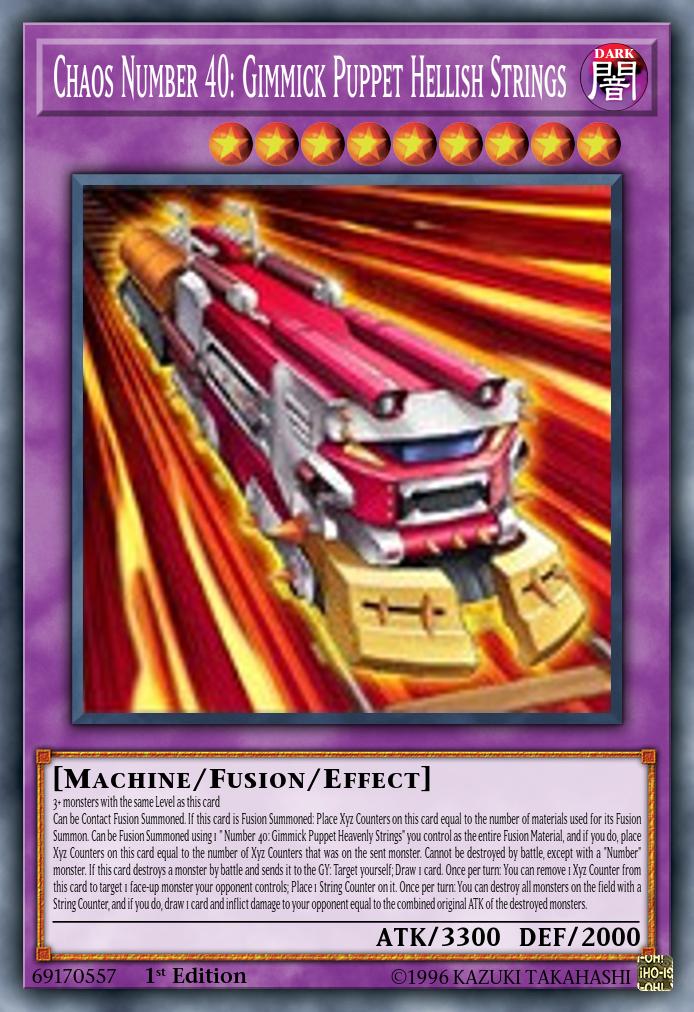 Chaos Number 40: Gimmick Puppet Hellish Strings
DARK
闇
[Machine/Fusion/Effect]
3+ monsters with the same Level as this card
Can be Contact Fusion Summoned. If this card is Fusion Summoned: Place Xyz Counters on this card equal to the number of materials used for its Fusion
Summon. Can be Fusion Summoned using 1 " Number 40: Gimmick Puppet Heavenly Strings" you control as the entire Fusion Material, and if you do, place
Xyz Counters on this card equal to the number of Xyz Counters that was on the sent monster. Cannot be destroyed by battle, except with a "Number"
monster. If this card destroys a monster by battle and sends it to the GY: Target yourself; Draw 1 card. Once per turn: You can remove 1 Xyz Counter from
this card to target 1 face-up monster your opponent controls; Place 1 String Counter on it. Once per turn: You can destroy all monsters on the field with a
String Counter, and if you do, draw 1 card and inflict damage to your opponent equal to the combined original ATK of the destroyed monsters.
ATK/3300 DEF/2000
69170557 1st Edition ©1996 KAZUKI TAKAHASHI